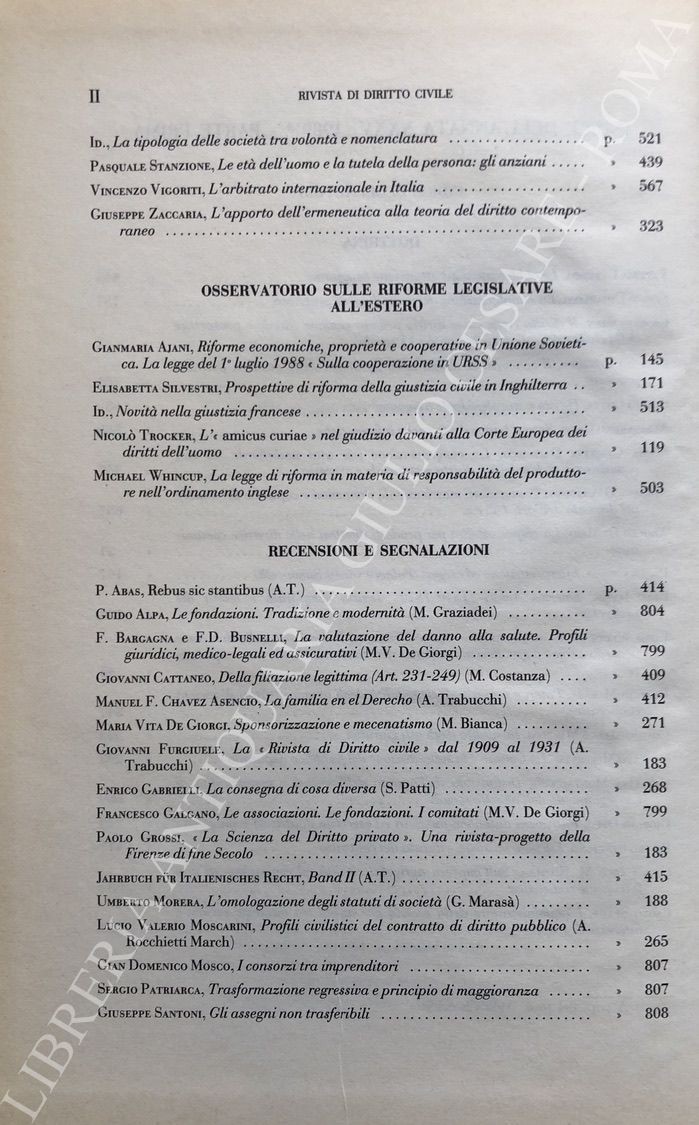 II RIVISTA DI DIRITTO CIVILE
ID., La tipologia delle società tra volontà e nomenclatura ................... p. 521
PASQUALE STANZIONE, Le età dell'uomo e la tutela della persona: gli anziani ..... » 439
VINCENZO VIGORITI, L'arbitrato internazionale in Italia ..................... » 567
GIUSEPPE ZACCARIA, L'apporto dell'ermeneutica alla teoria del diritto contempo-
raneo ........................................................... » 323
OSSERVATORIO SULLE RIFORME LEGISLATIVE
ALL'ESTERO
GIANMARIA AJANI, Riforme economiche, proprietà e cooperative in Unione Sovieti-
ca. La legge del 1° luglio 1988 « Sulla cooperazione in URSS » .......... p. 145
ELISABETTA SILVESTRI, Prospettive di riforma della giustizia civile in Inghilterra .. » 171
ID., Novità nella giustizia francese ....................................... » 513
NICOLÒ TROCKER, L'« amicus curiae » nel giudizio davanti alla Corte Europea dei
diritti dell'uomo ................................................. » 119
MICHAEL WHINCUP, La legge di riforma in materia di responsabilità del produtto-
re nell'ordinamento inglese ........................................ » 503
RECENSIONI E SEGNALAZIONI
P. ABAS, Rebus sic stantibus (A.T.) ...................................... p. 414
GUIDO ALPA, Le fondazioni. Tradizione e modernità (M. Graziadei) ........... » 804
F. BARGAGNA e F.D. BUSNELLI, La valutazione del danno alla salute. Profili
giuridici, medico-legali ed assicurativi (M.V. De Giorgi) ................ » 799
GIOVANNI CATTANEO, Della filiazione legittima (Art. 231-249) (M. Costanza) .... » 409
MANUEL F. CHAVEZ ASENCIO, La familia en el Derecho (A. Trabucchi) .......... » 412
MARIA VITA DE GIORGI, Sponsorizzazione e mecenatismo (M. Bianca) .......... » 271
GIOVANNI FURGIUELE, La « Rivista di Diritto civile » dal 1909 al 1931 (A.
Trabucchi) ....................................................... » 183
ENRICO GABRIELLI, La consegna di cosa diversa (S. Patti) .................... » 268
FRANCESCO GALGANO, Le associazioni. Le fondazioni. I comitati (M.V. De Giorgi) » 799
PAOLO GROSSI, « La Scienza del Diritto privato ». Una rivista-progetto della
Firenze di fine Secolo ............................................. » 183
JAHRBUCH FÜR ITALIENISCHES RECHT, Band II (A.T.) .......................... » 415
UMBERTO MORERA, L'omologazione degli statuti di società (G. Marasà) ......... » 188
LUCIO VALERIO MOSCARINI, Profili civilistici del contratto di diritto pubblico (A.
Rocchietti March) ................................................ » 265
GIAN DOMENICO MOSCO, I consorzi tra imprenditori ......................... » 807
SERGIO PATRIARCA, Trasformazione regressiva e principio di maggioranza ...... » 807
GIUSEPPE SANTONI, Gli assegni non trasferibili .............................. » 808
LIBRERIA ANTIQUARIA GIULIO CESARE - ROMA